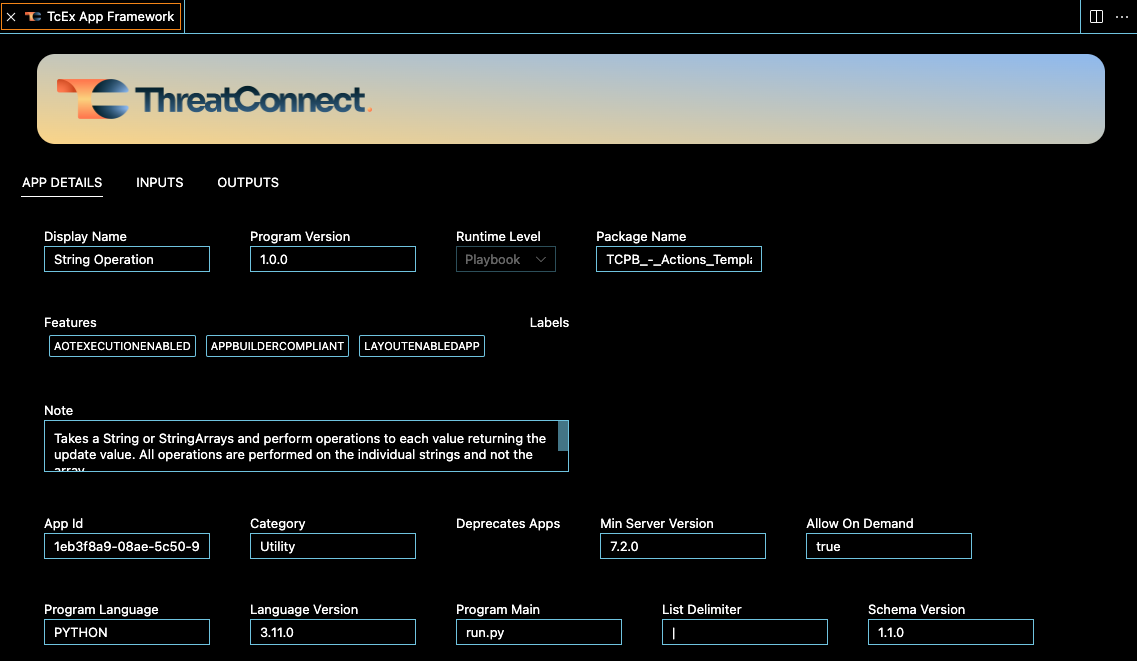 TcEx App Framework
ThreatConnect.
APP DETAILS INPUTS OUTPUTS
Display Name Program Version Runtime Level Package Name
String Operation 1.0.0 Playbook TCPB_-_Actions_Templa
Features Labels
AOTEXECUTIONENABLED APPBUILDERCOMPLIANT LAYOUTENABLEDAPP
Note
Takes a String or StringArrays and perform operations to each value returning the
update value. All operations are performed on the individual strings and not the
array
App Id Category Deprecates Apps Min Server Version Allow On Demand
1eb3f8a9-08ae-5c50-9 Utility 7.2.0 true
Program Language Language Version Program Main List Delimiter Schema Version
PYTHON 3.11.0 run.py | 1.1.0